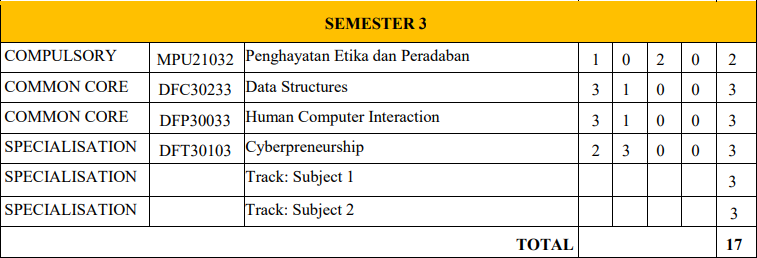 SEMESTER 3
COMPULSORY MPU21032 Penghayatan Etika dan Peradaban 1 0 2 0 2
COMMON CORE DFC30233 Data Structures 3 1 0 0 3
COMMON CORE DFP30033 Human Computer Interaction 3 1 0 0 3
SPECIALISATION DFT30103 Cyberpreneurship 2 3 0 0 3
SPECIALISATION Track: Subject 1 3
SPECIALISATION Track: Subject 2 3
TOTAL 17